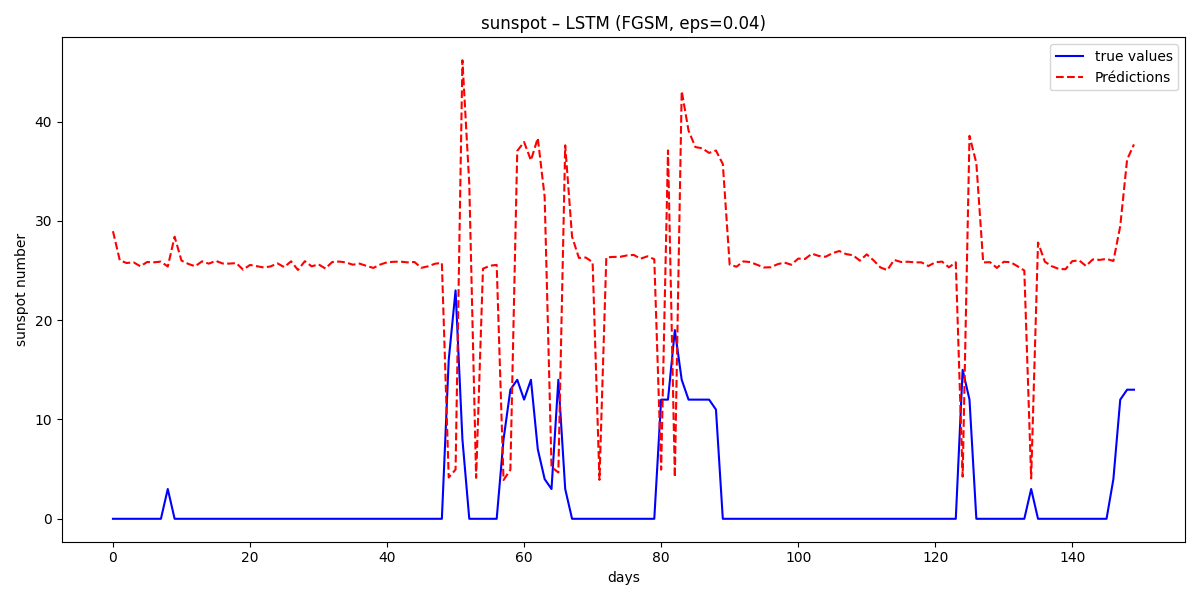 sunspot – LSTM (FGSM, eps=0.04)
true values
Prédictions
sunspot number
40
30
20
10
0
0 20 40 60 80 100 120 140
days